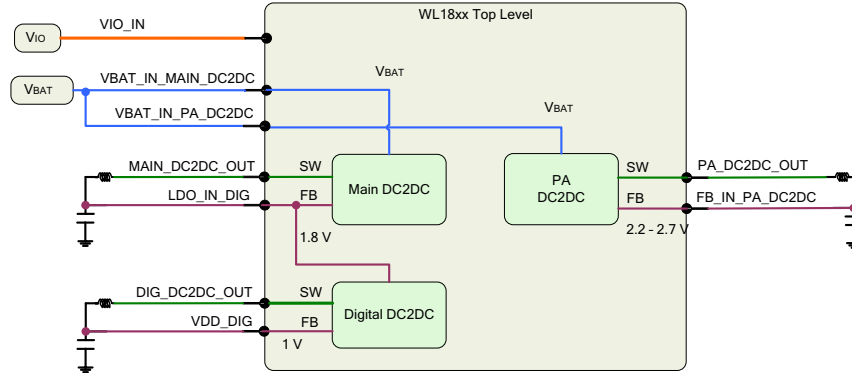 WL18xx Top Level
VIO
VIO_IN
VBAT
VBAT_IN_MAIN_DC2DC
VBAT
VBAT_IN_PA_DC2DC
VBAT
MAIN_DC2DC_OUT
SW
Main DC2DC
LDO_IN_DIG
FB
1.8 V
PA
DC2DC
SW
PA_DC2DC_OUT
FB
FB_IN_PA_DC2DC
2.2 – 2.7 V
DIG_DC2DC_OUT
SW
Digital DC2DC
VDD_DIG
FB
1 V